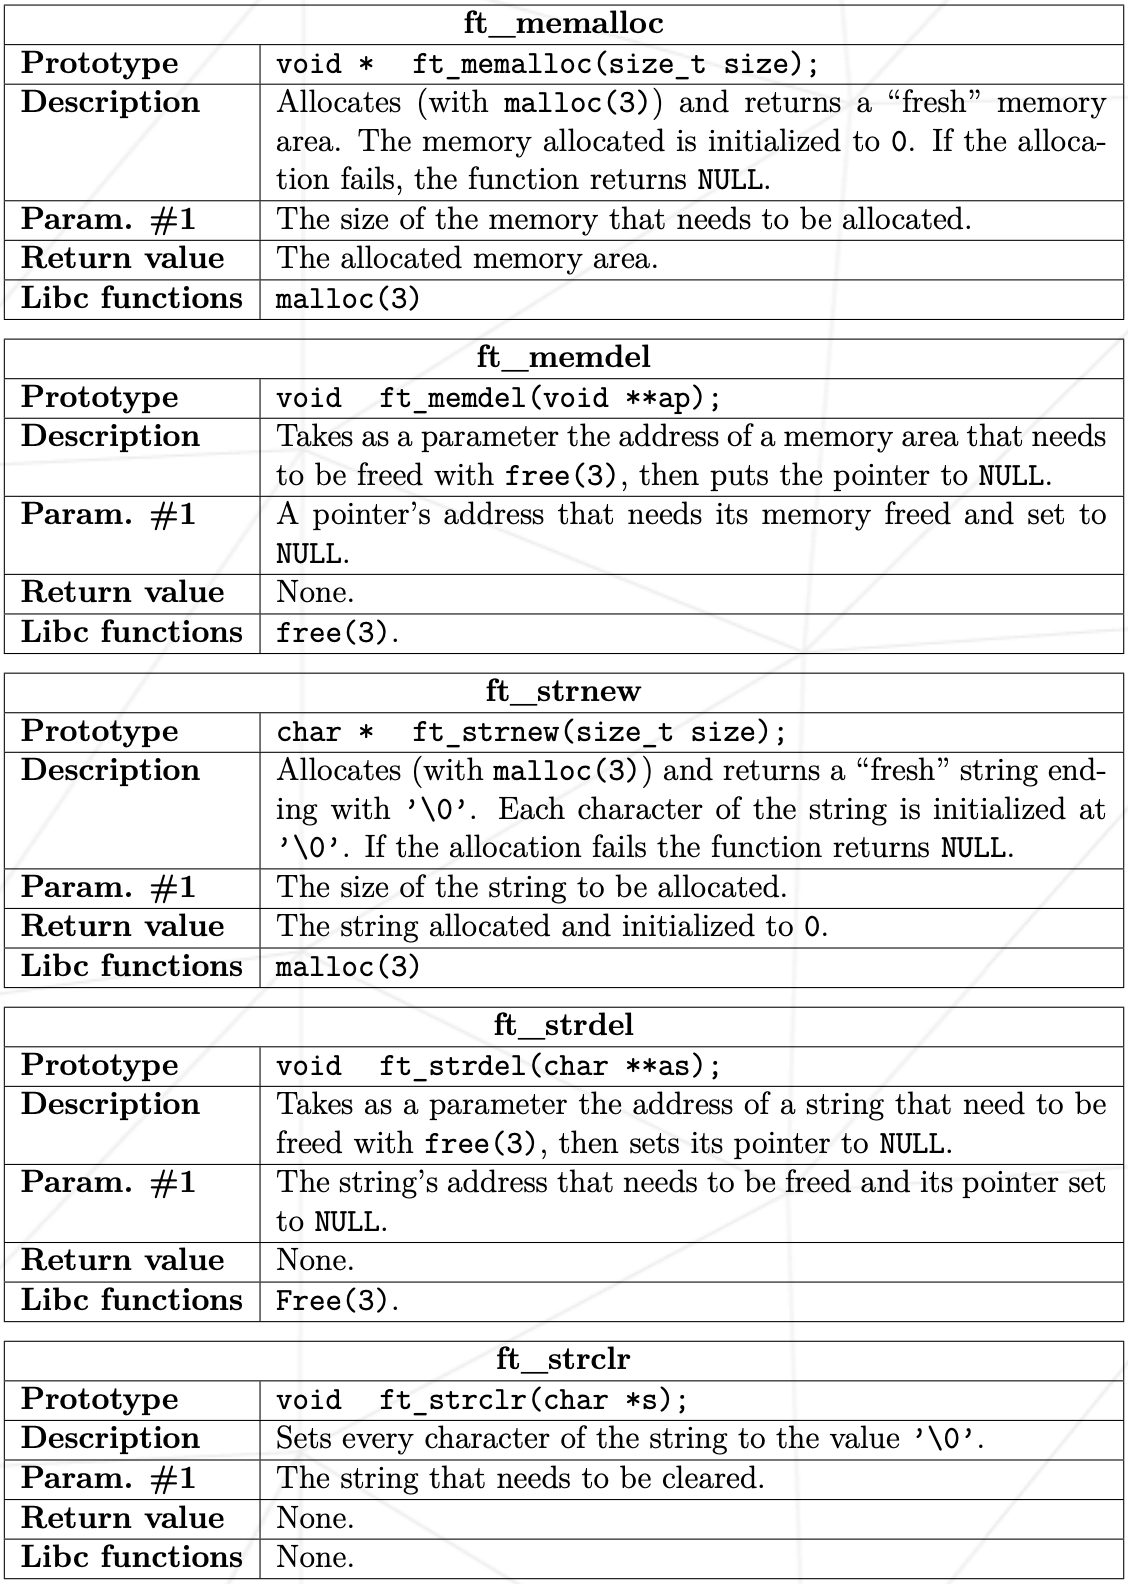 ft_memalloc
Prototype void * ft_memalloc(size_t size);
Description Allocates (with malloc(3)) and returns a “fresh” memory
area. The memory allocated is initialized to 0. If the alloca-
tion fails, the function returns NULL.
Param. #1 The size of the memory that needs to be allocated.
Return value The allocated memory area.
Libc functions malloc(3)
ft_memdel
Prototype void ft_memdel(void **ap);
Description Takes as a parameter the address of a memory area that needs
to be freed with free(3), then puts the pointer to NULL.
Param. #1 A pointer’s address that needs its memory freed and set to
NULL.
Return value None.
Libc functions free(3).
ft_strnew
Prototype char * ft_strnew(size_t size);
Description Allocates (with malloc(3)) and returns a “fresh” string end-
ing with ’\0’. Each character of the string is initialized at
’\0’. If the allocation fails the function returns NULL.
Param. #1 The size of the string to be allocated.
Return value The string allocated and initialized to 0.
Libc functions malloc(3)
ft_strdel
Prototype void ft_strdel(char **as);
Description Takes as a parameter the address of a string that need to be
freed with free(3), then sets its pointer to NULL.
Param. #1 The string’s address that needs to be freed and its pointer set
to NULL.
Return value None.
Libc functions Free(3).
ft_strclr
Prototype void ft_strclr(char *s);
Description Sets every character of the string to the value ’\0’.
Param. #1 The string that needs to be cleared.
Return value None.
Libc functions None.